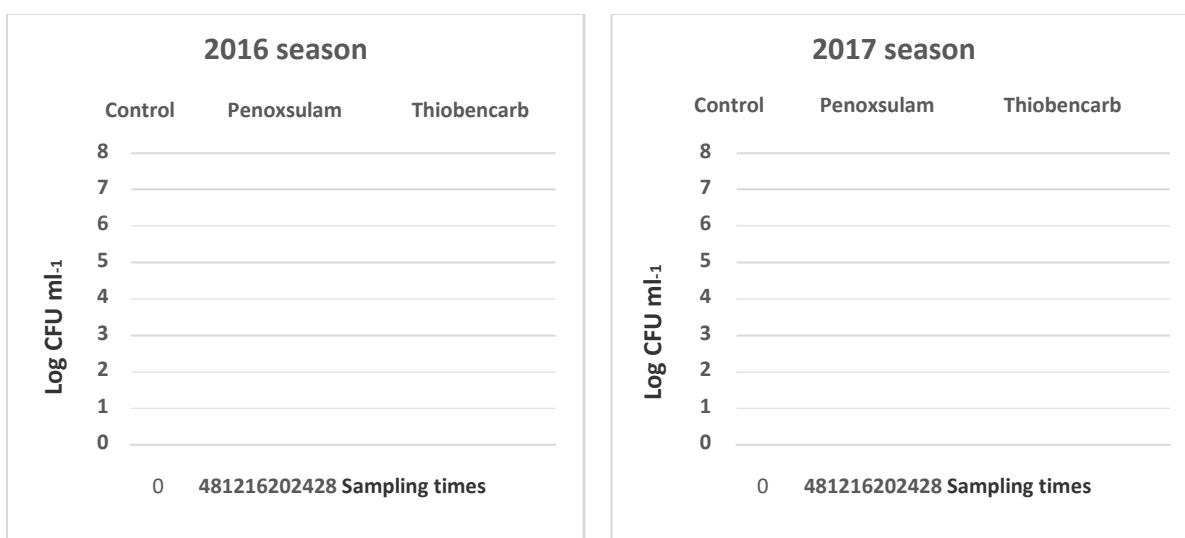 2016 season
Control Penoxsulam Thiobencarb
8
7
6
5
4
3
2
1
0
Log CFU ml-1
0 481216202428 Sampling times
2017 season
Control Penoxsulam Thiobencarb
8
7
6
5
4
3
2
1
0
Log CFU ml-1
0 481216202428 Sampling times